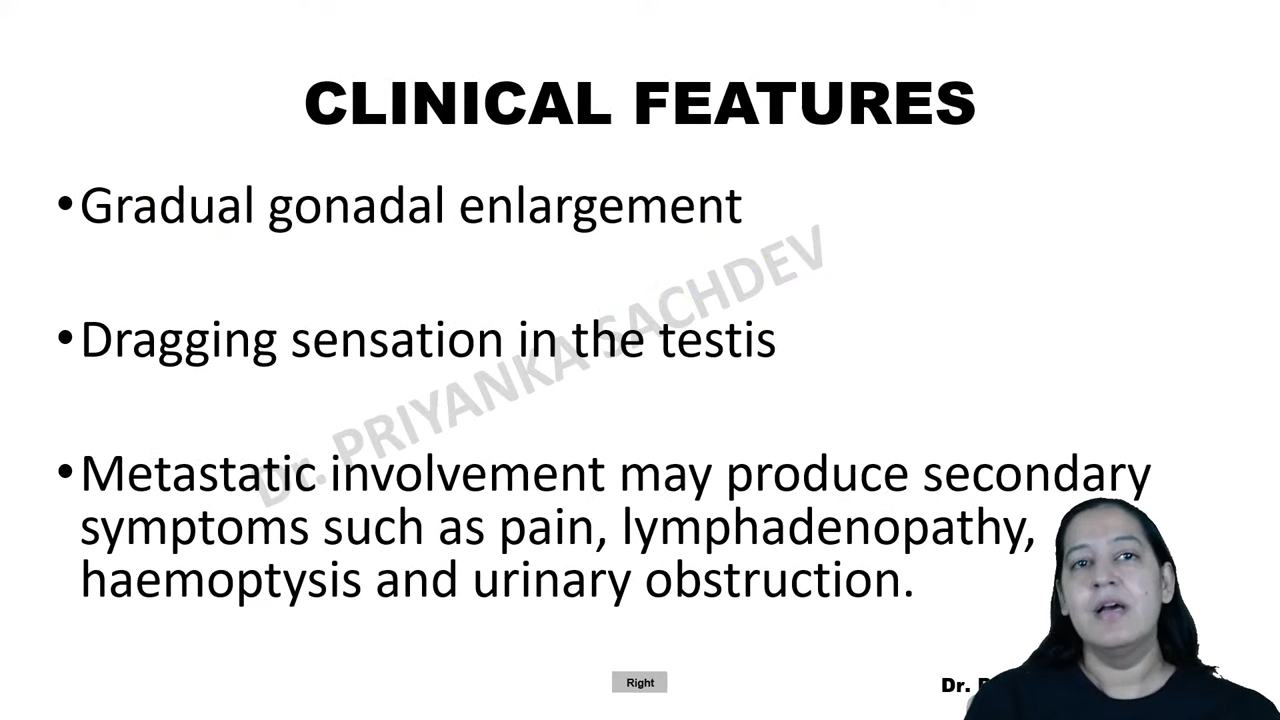 CLINICAL FEATURES
•Gradual gonadal enlargement
•Dragging sensation in the testis
•Metastatic involvement may produce secondary
symptoms such as pain, lymphadenopathy,
haemoptysis and urinary obstruction.
Dr. PRIYANKA SACHDEV
Right
Dr.